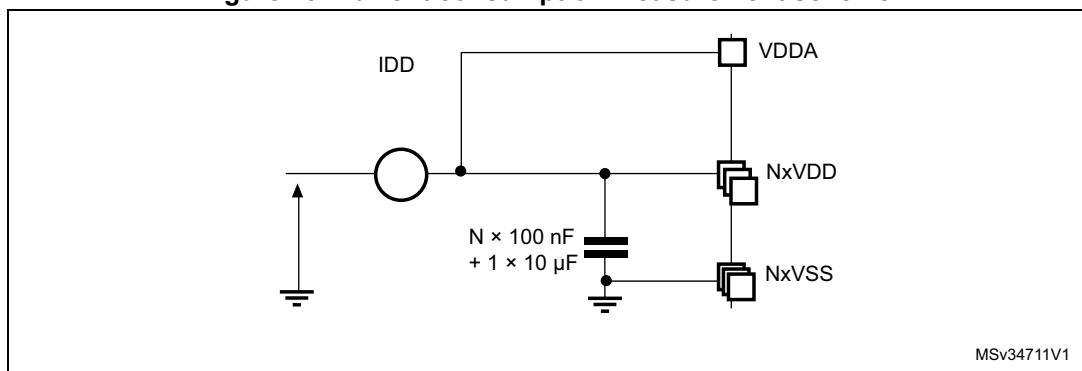 IDD
VDDA
NxVDD
N × 100 nF
+ 1 × 10 µF
NxVSS
MSv34711V1